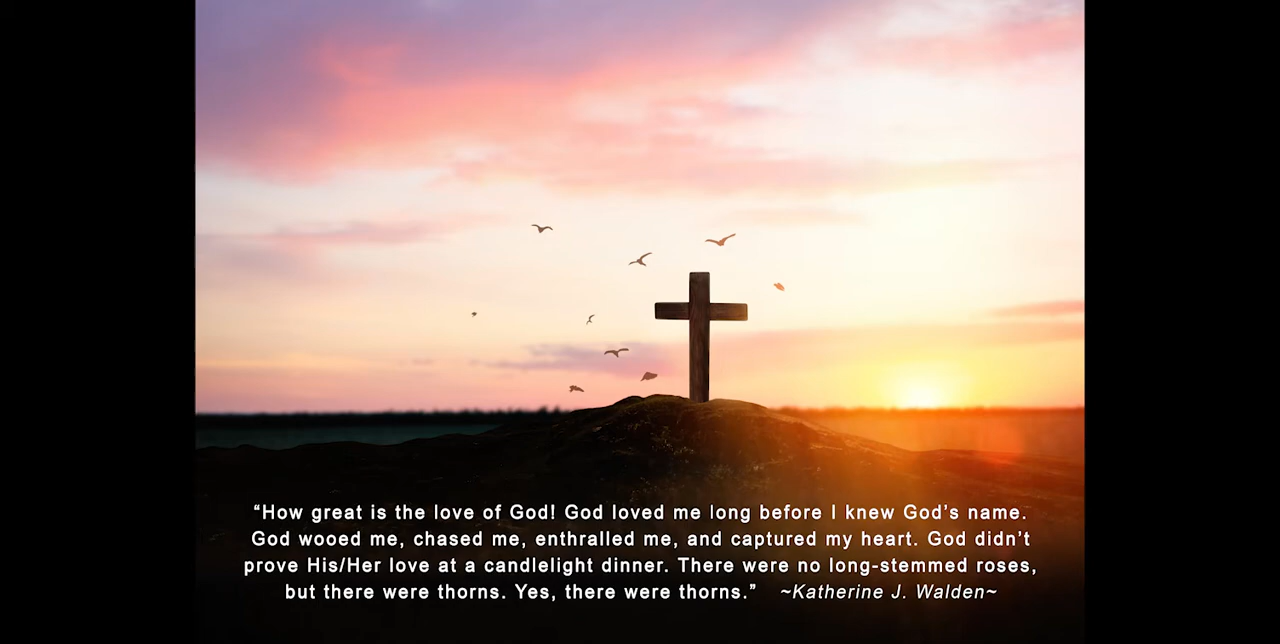 “How great is the love of God! God loved me long before I knew God’s name.
God wooed me, chased me, enthralled me, and captured my heart. God didn’t
prove His/Her love at a candlelight dinner. There were no long-stemmed roses,
but there were thorns. Yes, there were thorns.” ~Katherine J. Walden~